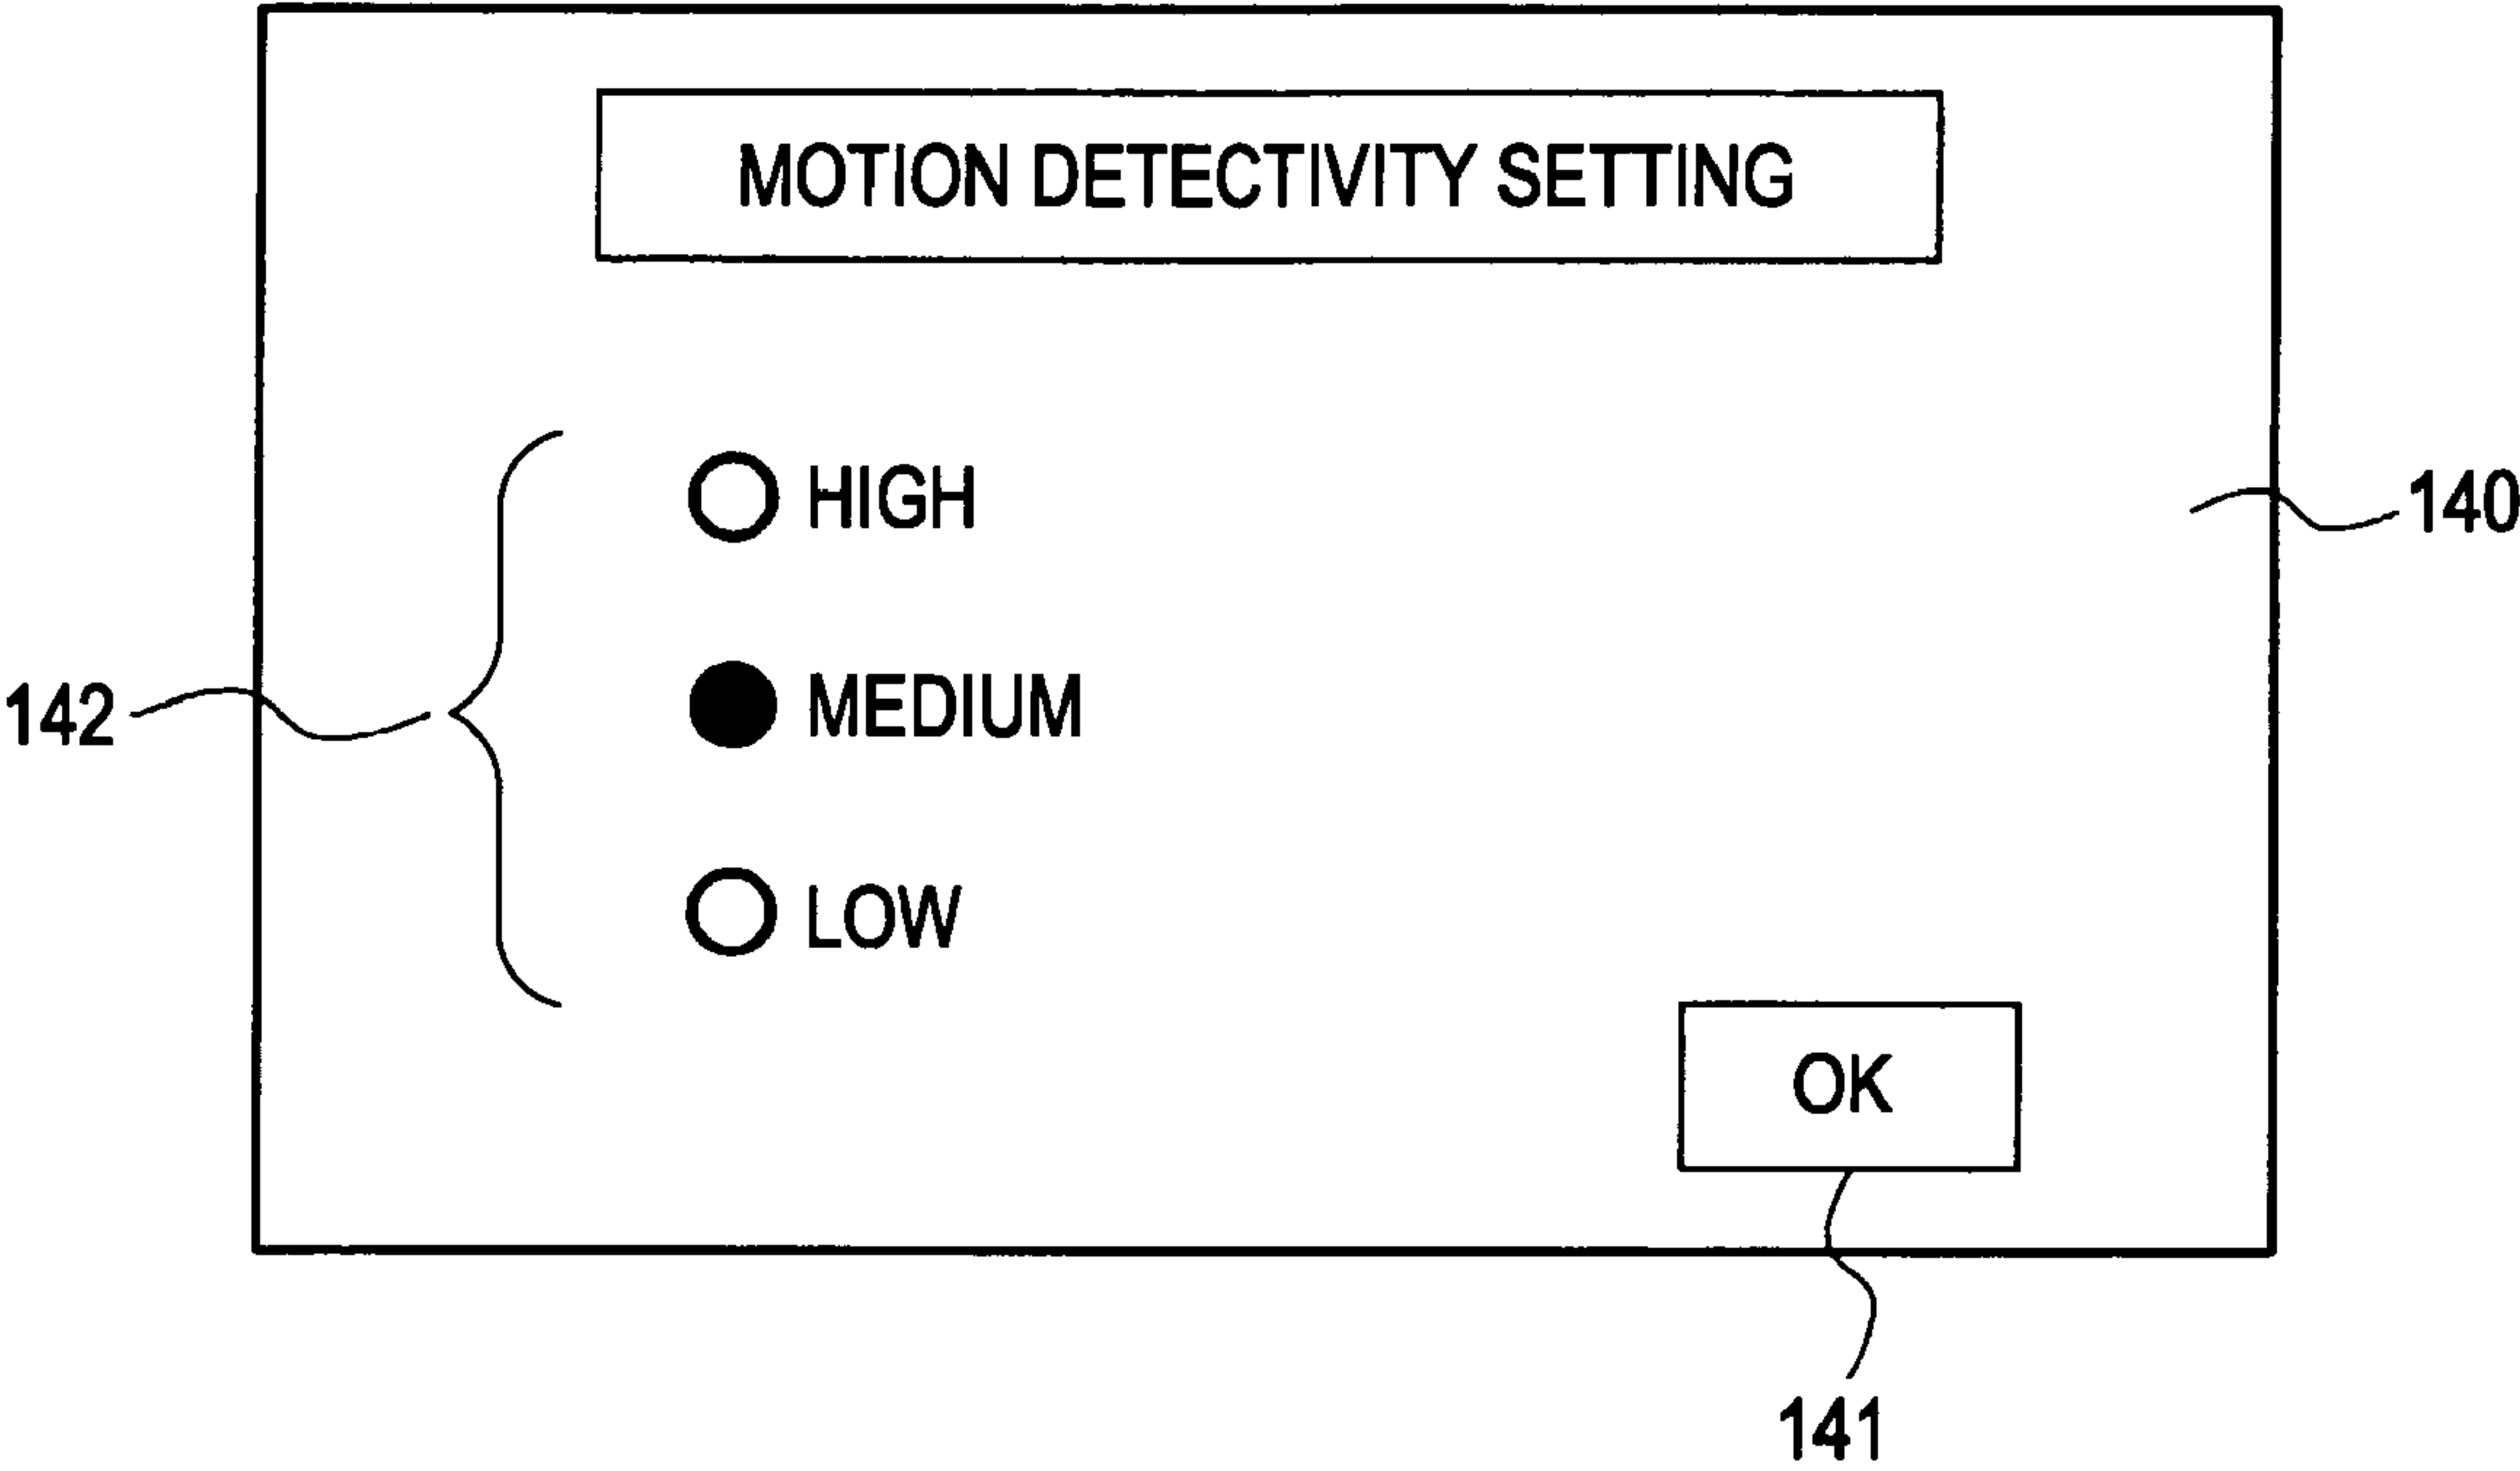 MOTION DETECTIVITY SETTING
HIGH
140
142
MEDIUM
LOW
OK
141